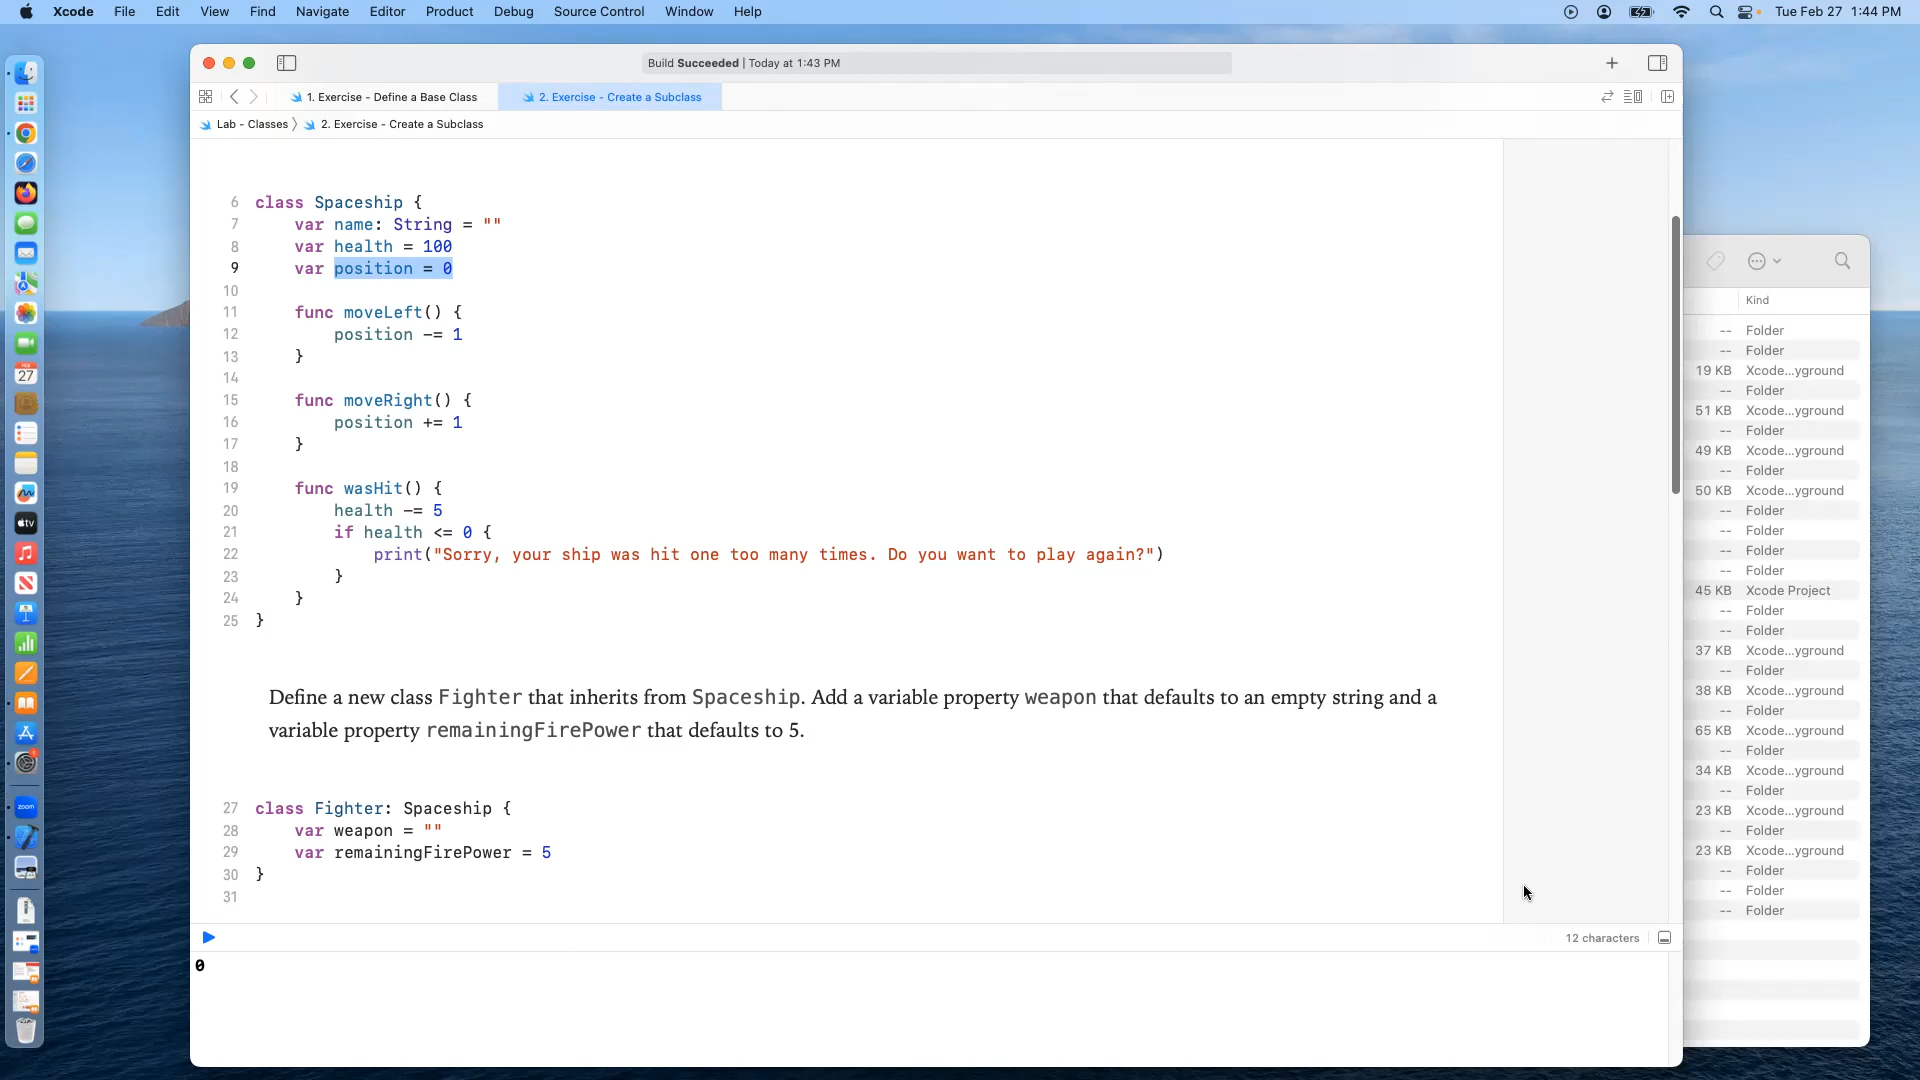 Xcode File Edit View Find Navigate Editor Product Debug Source Control Window Help Tue Feb 27 1:44 PM
Build Succeeded | Today at 1:43 PM
1. Exercise - Define a Base Class
2. Exercise - Create a Subclass
Lab - Classes 〉 2. Exercise - Create a Subclass
6 class Spaceship {
7 var name: String = ""
8 var health = 100
9 var position = 0
10
11 func moveLeft() {
12 position -= 1
13 }
14
15 func moveRight() {
16 position += 1
17 }
18
19 func wasHit() {
20 health -= 5
21 if health <= 0 {
22 print("Sorry, your ship was hit one too many times. Do you want to play again?")
23 }
24 }
25 }
Define a new class Fighter that inherits from Spaceship. Add a variable property weapon that defaults to an empty string and a
variable property remainingFirePower that defaults to 5.
27 class Fighter: Spaceship {
28 var weapon = ""
29 var remainingFirePower = 5
30 }
31
12 characters
0
Kind
-- Folder
-- Folder
19 KB Xcode...yground
-- Folder
51 KB Xcode...yground
-- Folder
49 KB Xcode...yground
-- Folder
50 KB Xcode...yground
-- Folder
-- Folder
-- Folder
-- Folder
45 KB Xcode Project
-- Folder
-- Folder
37 KB Xcode...yground
-- Folder
38 KB Xcode...yground
-- Folder
65 KB Xcode...yground
-- Folder
34 KB Xcode...yground
-- Folder
23 KB Xcode...yground
-- Folder
23 KB Xcode...yground
-- Folder
-- Folder
-- Folder
27
tv
zoom